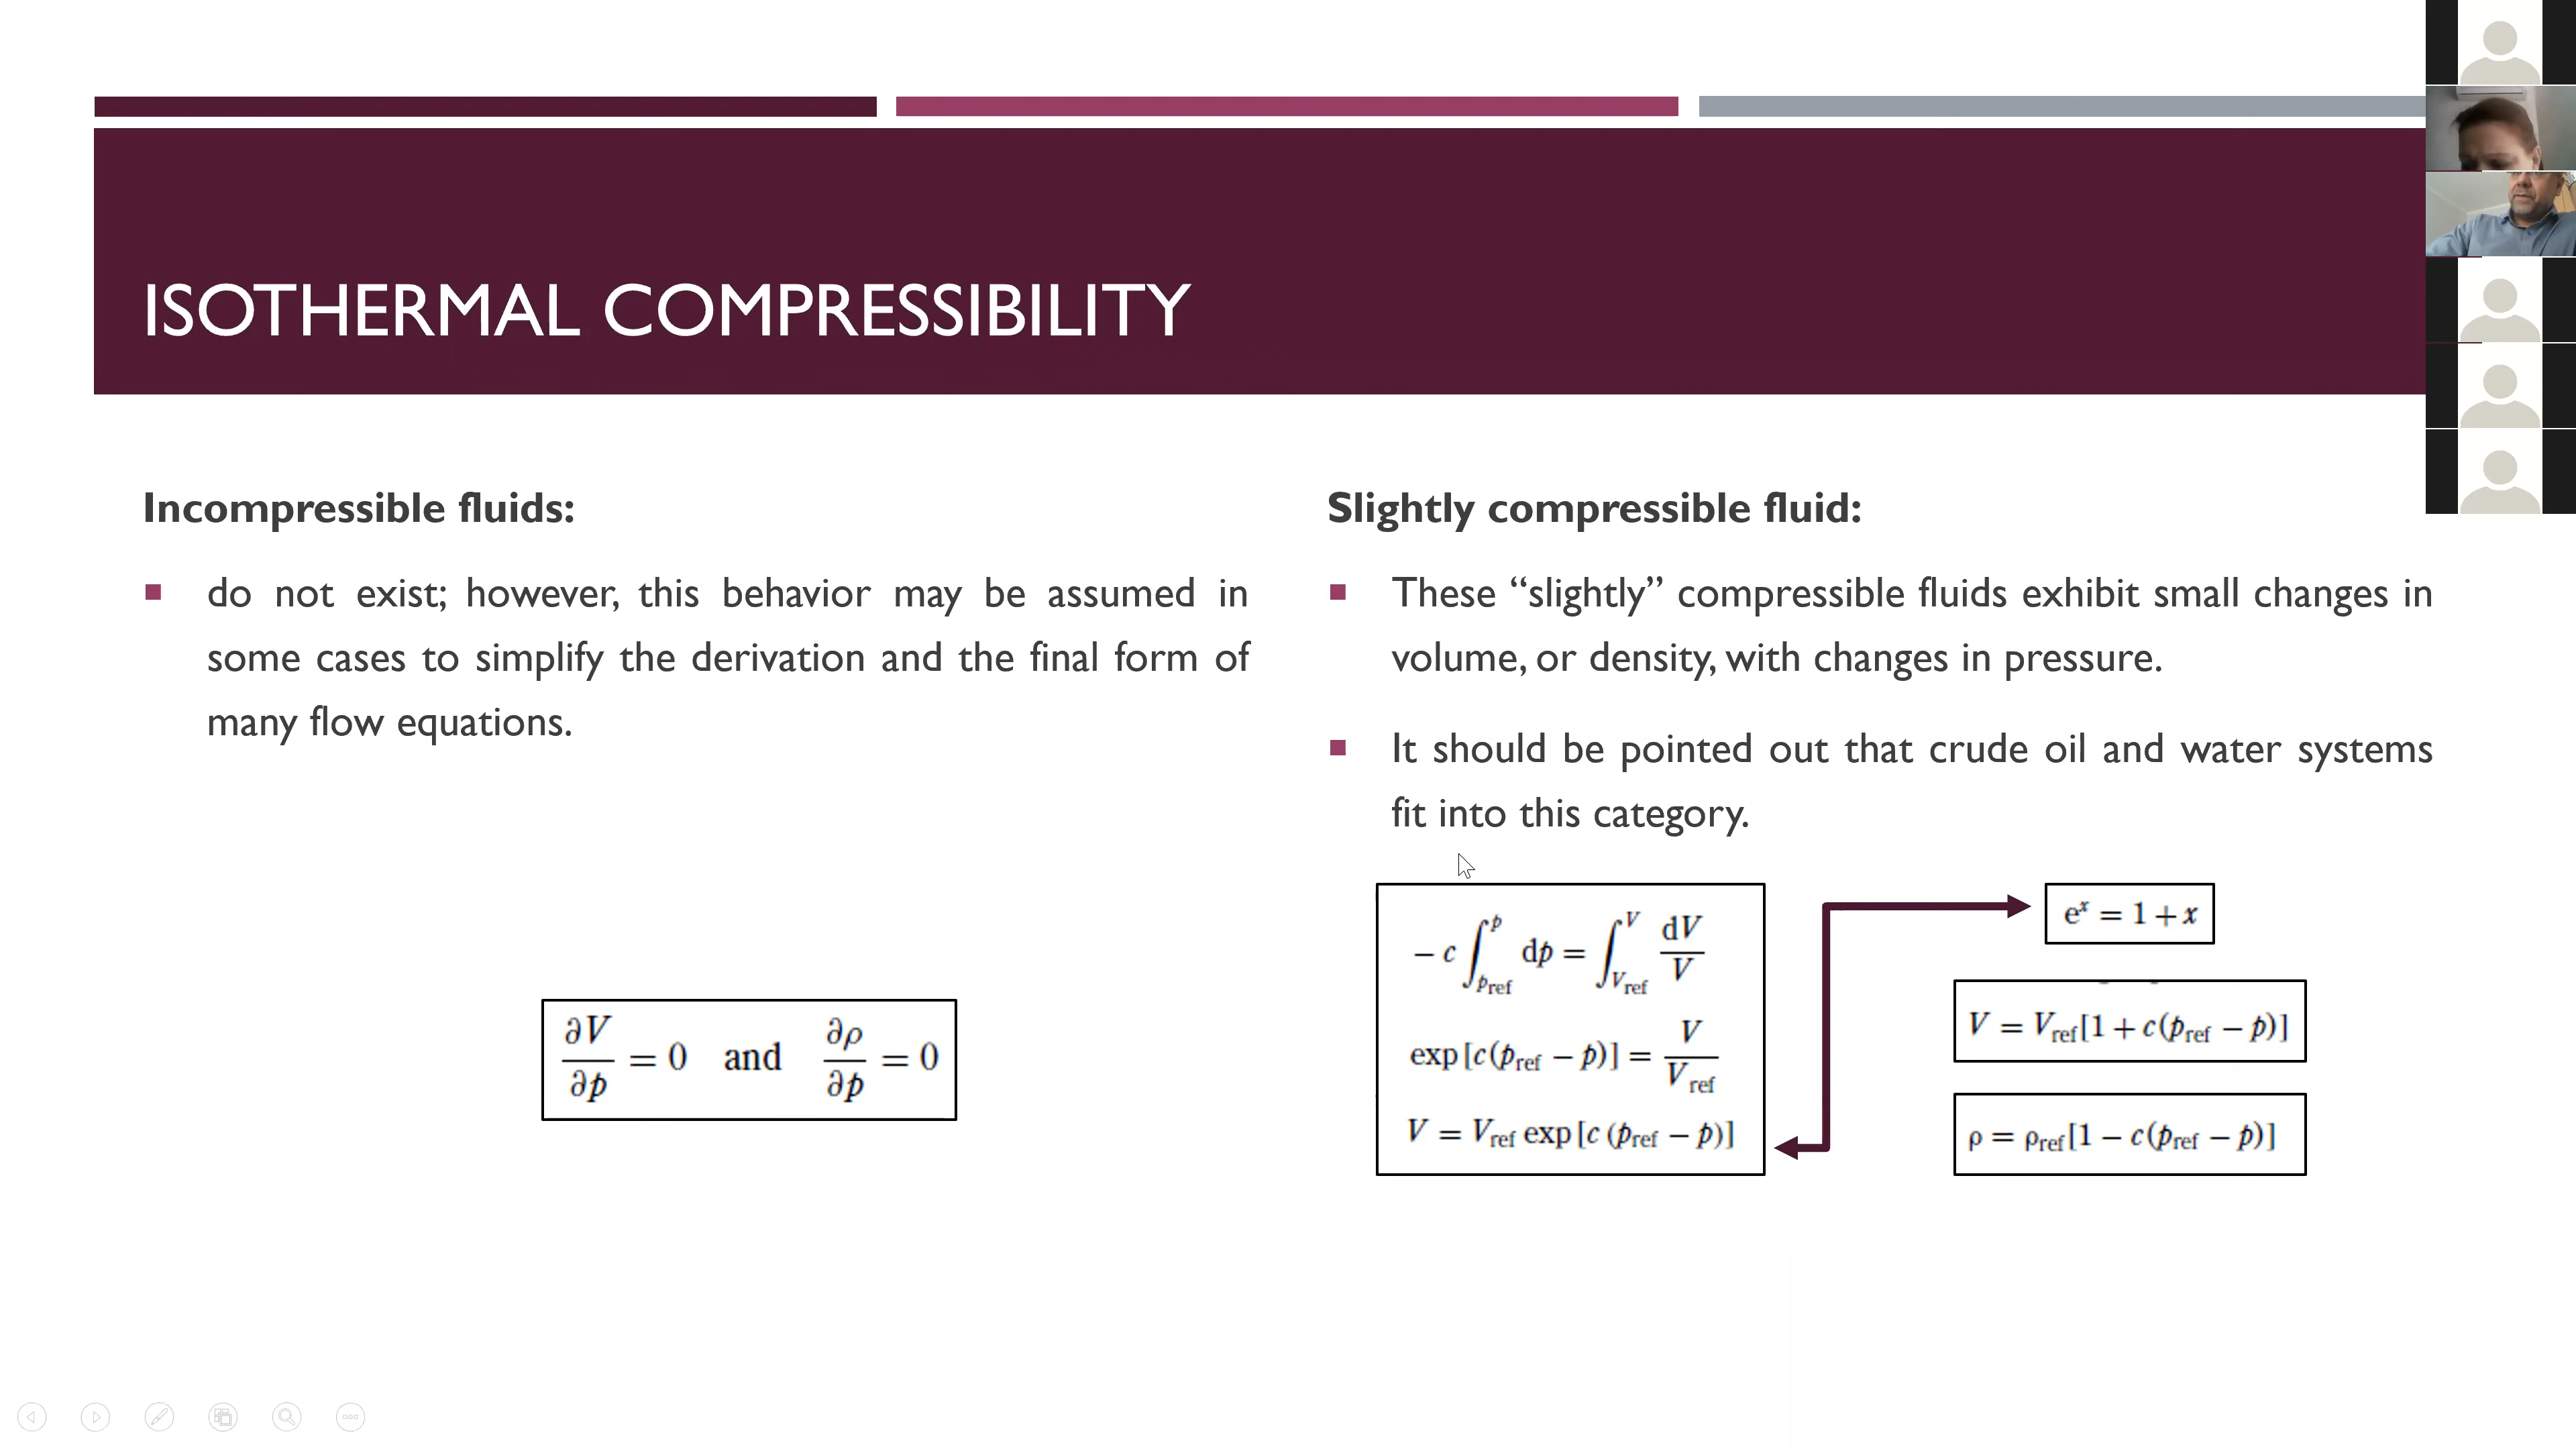 ISOTHERMAL COMPRESSIBILITY
Incompressible fluids:
do not exist; however, this behavior may be assumed in
some cases to simplify the derivation and the final form of
many flow equations.
∂V/∂p = 0 and ∂ρ/∂p = 0
Slightly compressible fluid:
These “slightly” compressible fluids exhibit small changes in
volume, or density, with changes in pressure.
It should be pointed out that crude oil and water systems
fit into this category.
− c ∫_{p_ref}^{p} dp = ∫_{V_ref}^{V} dV/V
exp [c(p_ref − p)] = V/V_ref
V = V_ref exp [c (p_ref − p)]
e^x = 1 + x
V = V_ref[1 + c(p_ref − p)]
ρ = ρ_ref[1 − c(p_ref − p)]